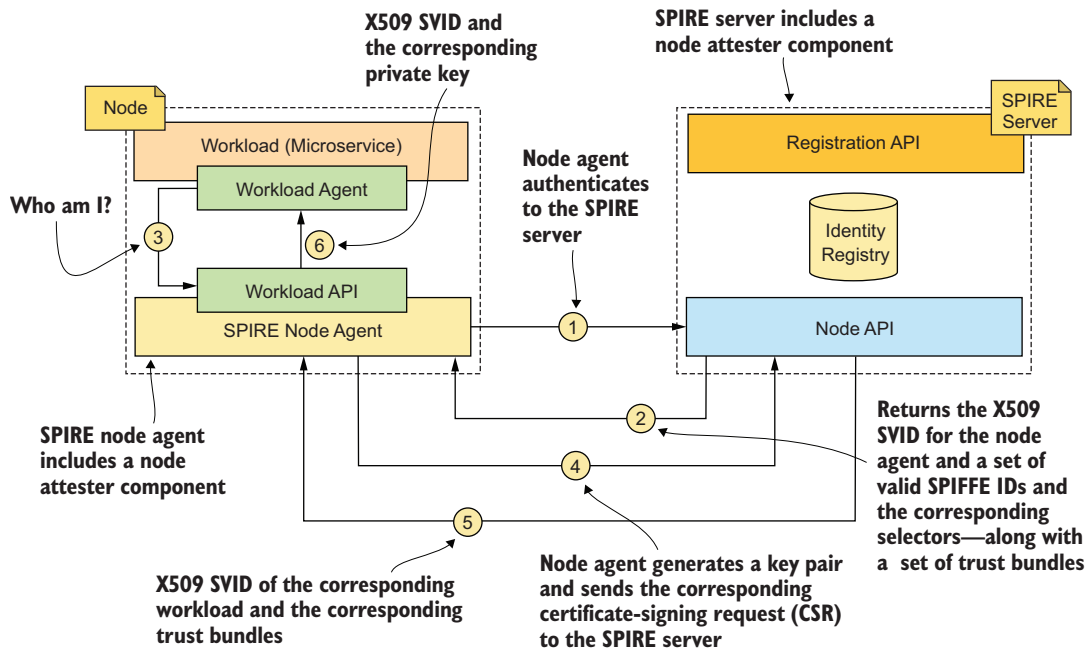 X509 SVID and
the corresponding
private key
SPIRE server includes a
node attester component
Node
SPIRE
Server
Workload (Microservice)
Registration API
Workload Agent
Node agent
authenticates
to the SPIRE
server
Who am I?
3
6
Identity
Registry
Workload API
SPIRE Node Agent
1
Node API
2
SPIRE node agent
includes a node
attester component
4
Returns the X509
SVID for the node
agent and a set of
valid SPIFFE IDs and
the corresponding
selectors—along with
a set of trust bundles
5
X509 SVID of the corresponding
workload and the corresponding
trust bundles
Node agent generates a key pair
and sends the corresponding
certificate-signing request (CSR)
to the SPIRE server